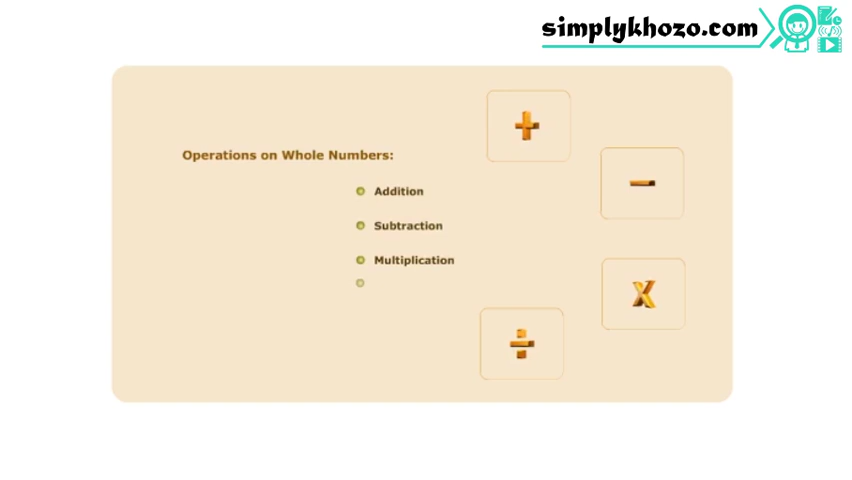 simplykhozo.com
Operations on Whole Numbers:
Addition
Subtraction
Multiplication
+
−
x
÷